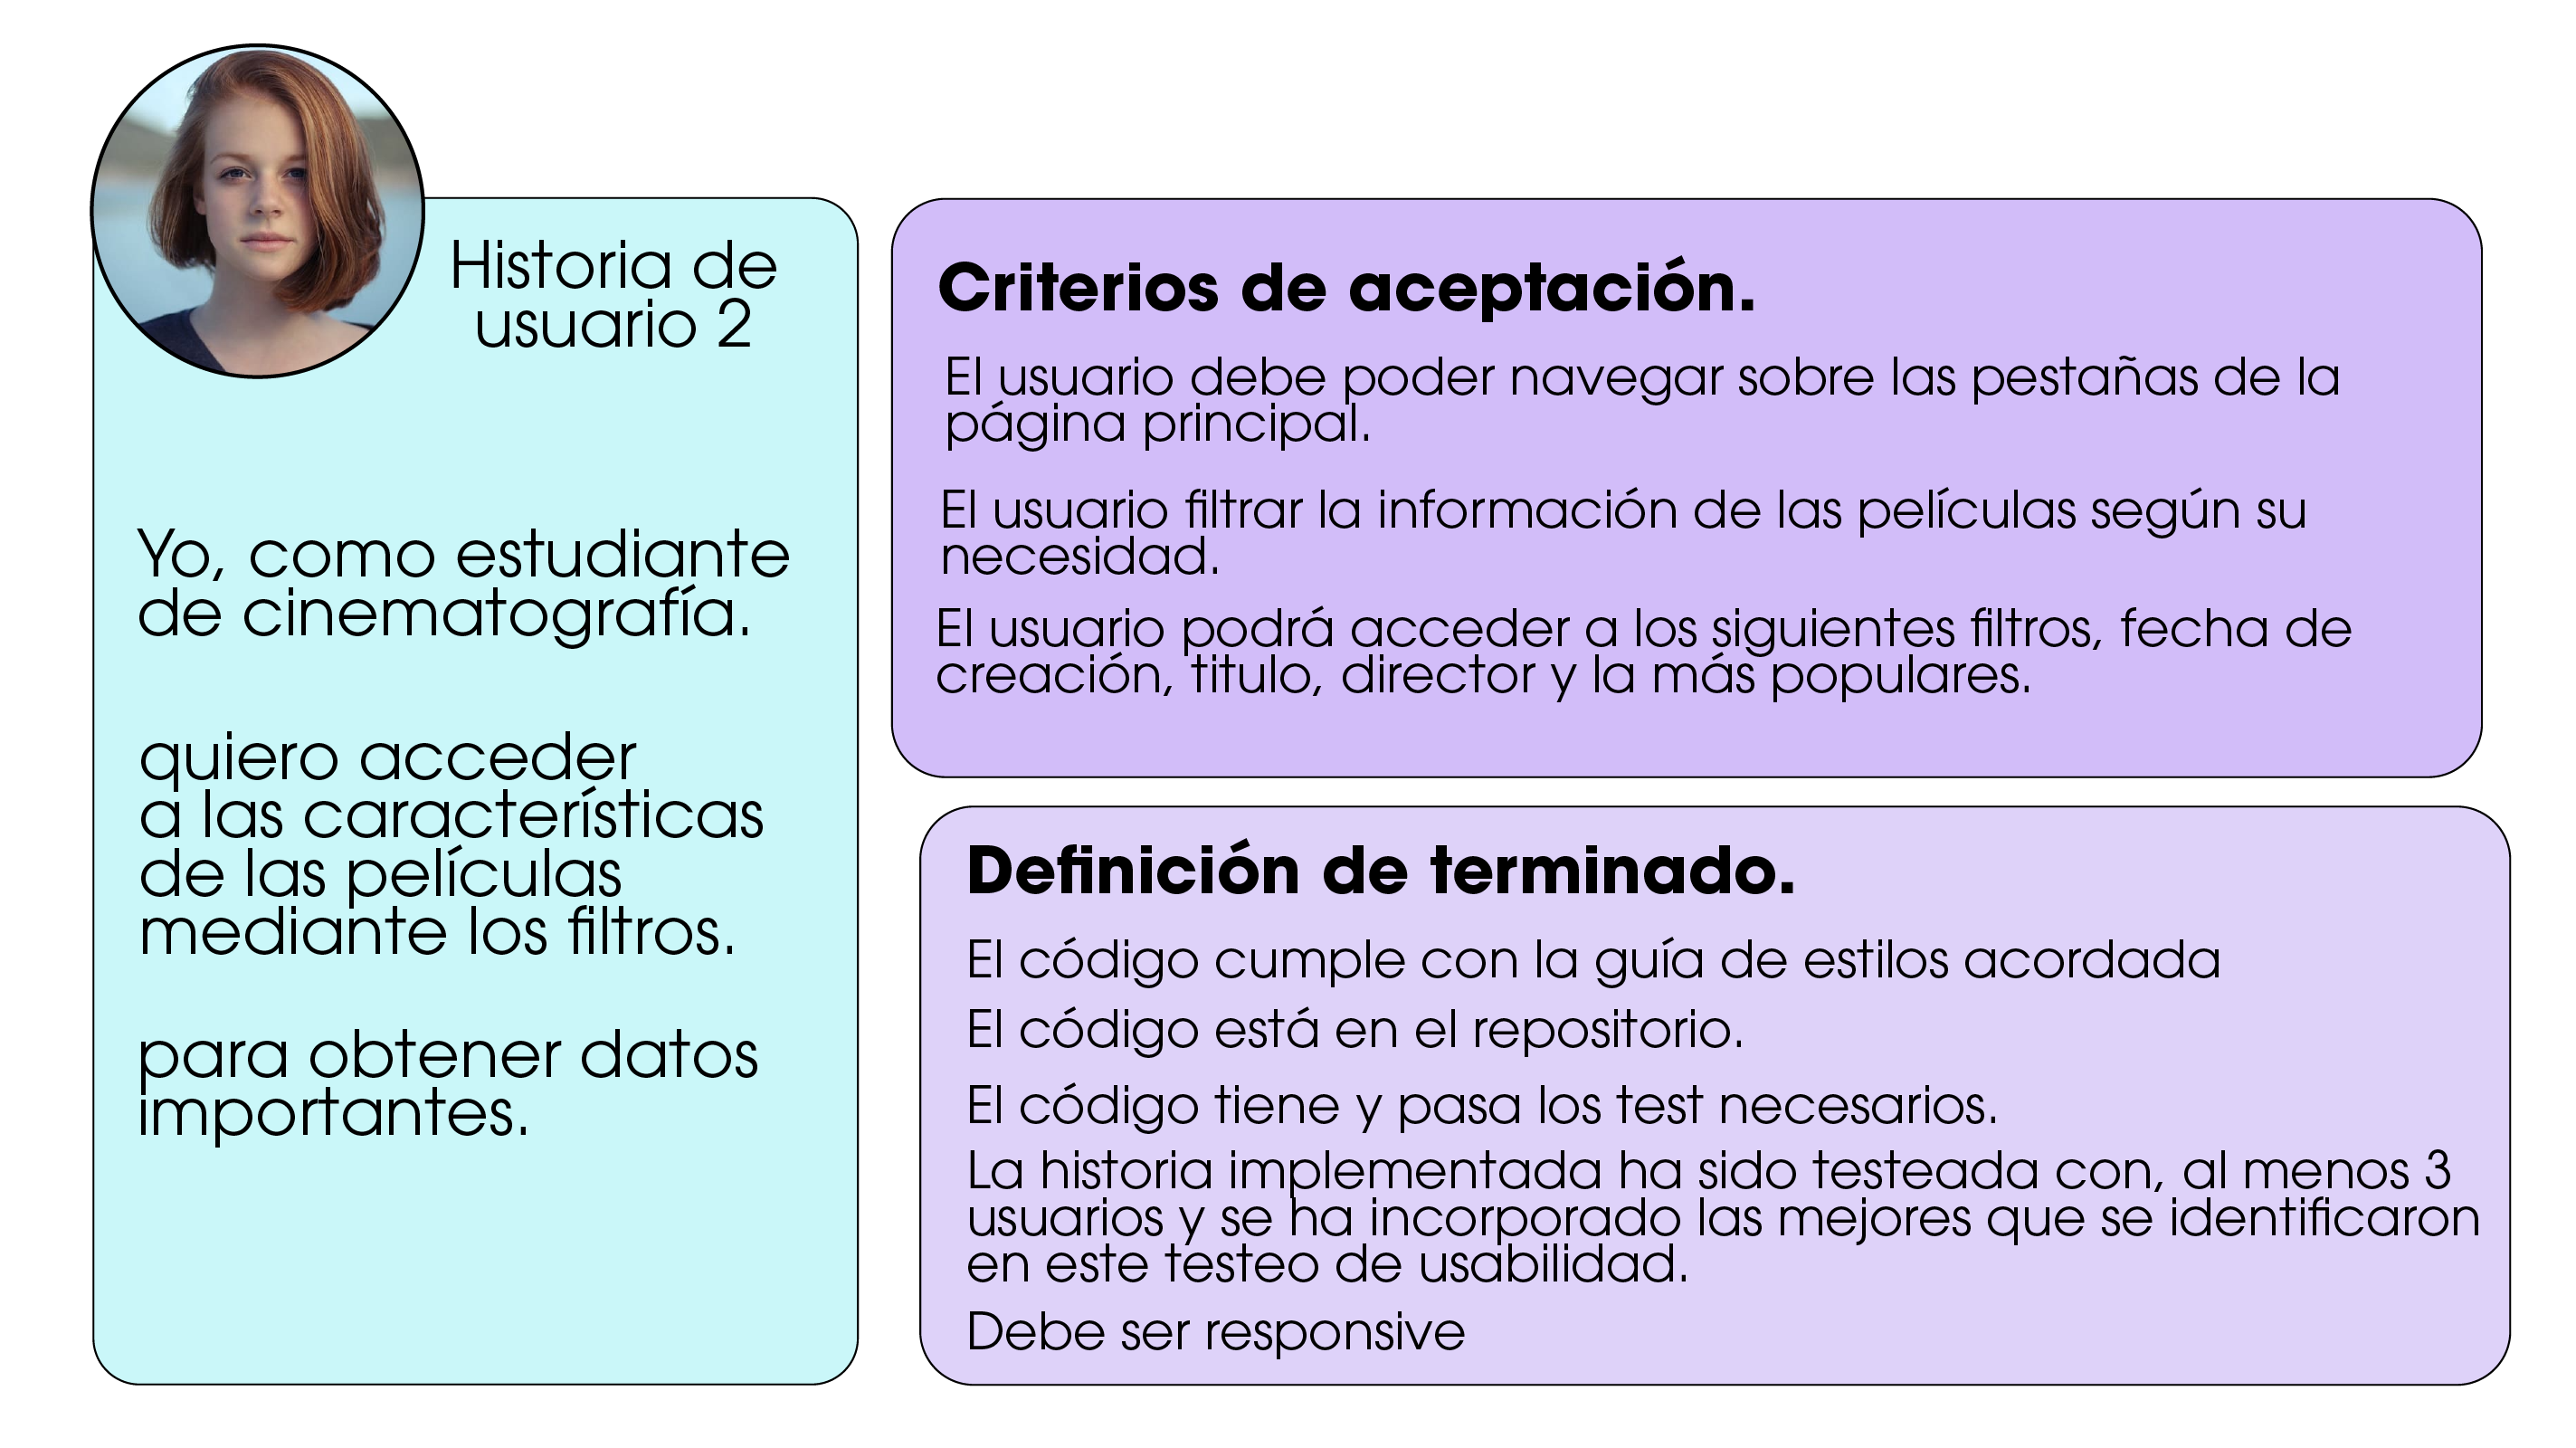 Historia de
usuario 2
Yo, como estudiante
de cinematografía.
quiero acceder
a las características
de las películas
mediante los filtros.
para obtener datos
importantes.
Criterios de aceptación.
El usuario debe poder navegar sobre las pestañas de la
página principal.
El usuario filtrar la información de las películas según su
necesidad.
El usuario podrá acceder a los siguientes filtros, fecha de
creación, titulo, director y la más populares.
Definición de terminado.
El código cumple con la guía de estilos acordada
El código está en el repositorio.
El código tiene y pasa los test necesarios.
La historia implementada ha sido testeada con, al menos 3
usuarios y se ha incorporado las mejores que se identificaron
en este testeo de usabilidad.
Debe ser responsive